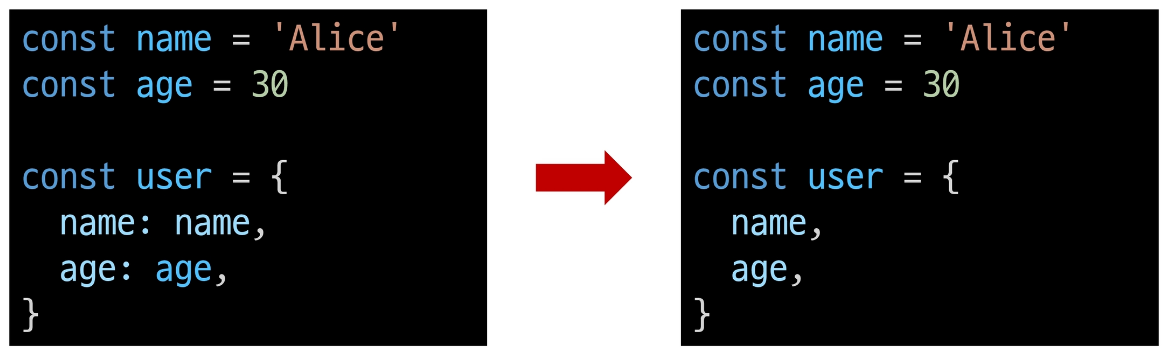 const name = 'Alice'
const age = 30
const user = {
  name: name,
  age: age,
}
const name = 'Alice'
const age = 30
const user = {
  name,
  age,
}